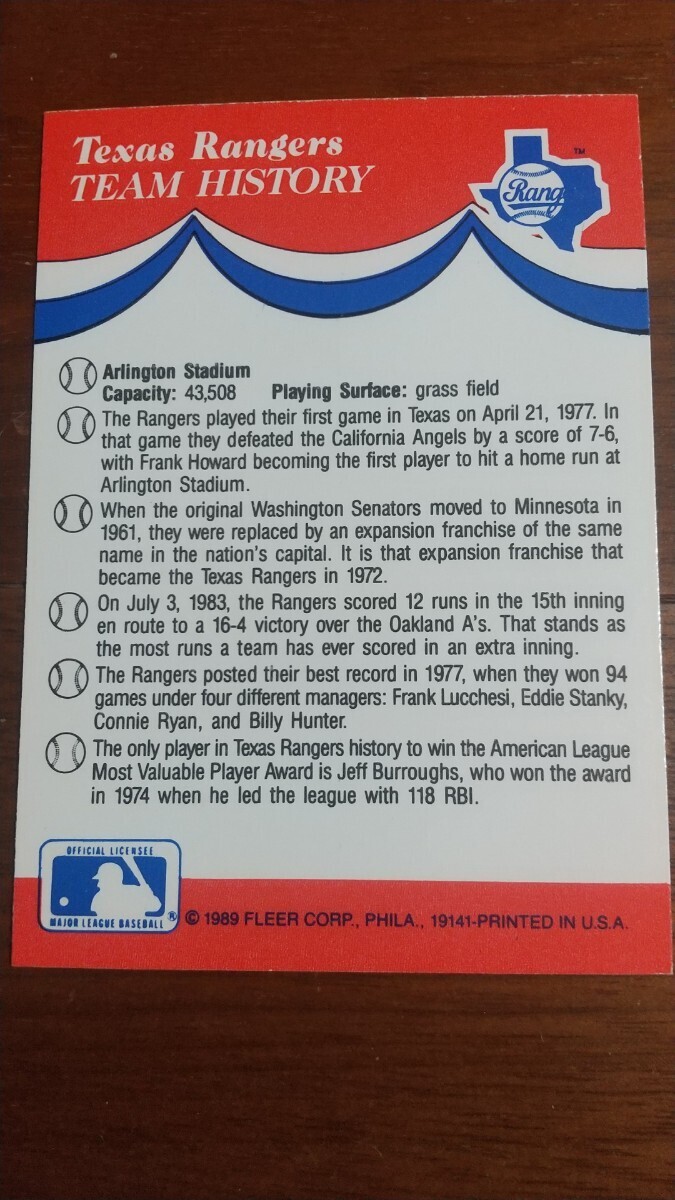 Texas Rangers
TEAM HISTORY
TM
Rang
Arlington Stadium
Capacity: 43,508 Playing Surface: grass field
The Rangers played their first game in Texas on April 21, 1977. In
that game they defeated the California Angels by a score of 7-6,
with Frank Howard becoming the first player to hit a home run at
Arlington Stadium.
When the original Washington Senators moved to Minnesota in
1961, they were replaced by an expansion franchise of the same
name in the nation's capital. It is that expansion franchise that
became the Texas Rangers in 1972.
On July 3, 1983, the Rangers scored 12 runs in the 15th inning
en route to a 16-4 victory over the Oakland A's. That stands as
the most runs a team has ever scored in an extra inning.
The Rangers posted their best record in 1977, when they won 94
games under four different managers: Frank Lucchesi, Eddie Stanky,
Connie Ryan, and Billy Hunter.
The only player in Texas Rangers history to win the American League
Most Valuable Player Award is Jeff Burroughs, who won the award
in 1974 when he led the league with 118 RBI.
OFFICIAL LICENSEE
MAJOR LEAGUE BASEBALL ®
© 1989 FLEER CORP., PHILA., 19141-PRINTED IN U.S.A.